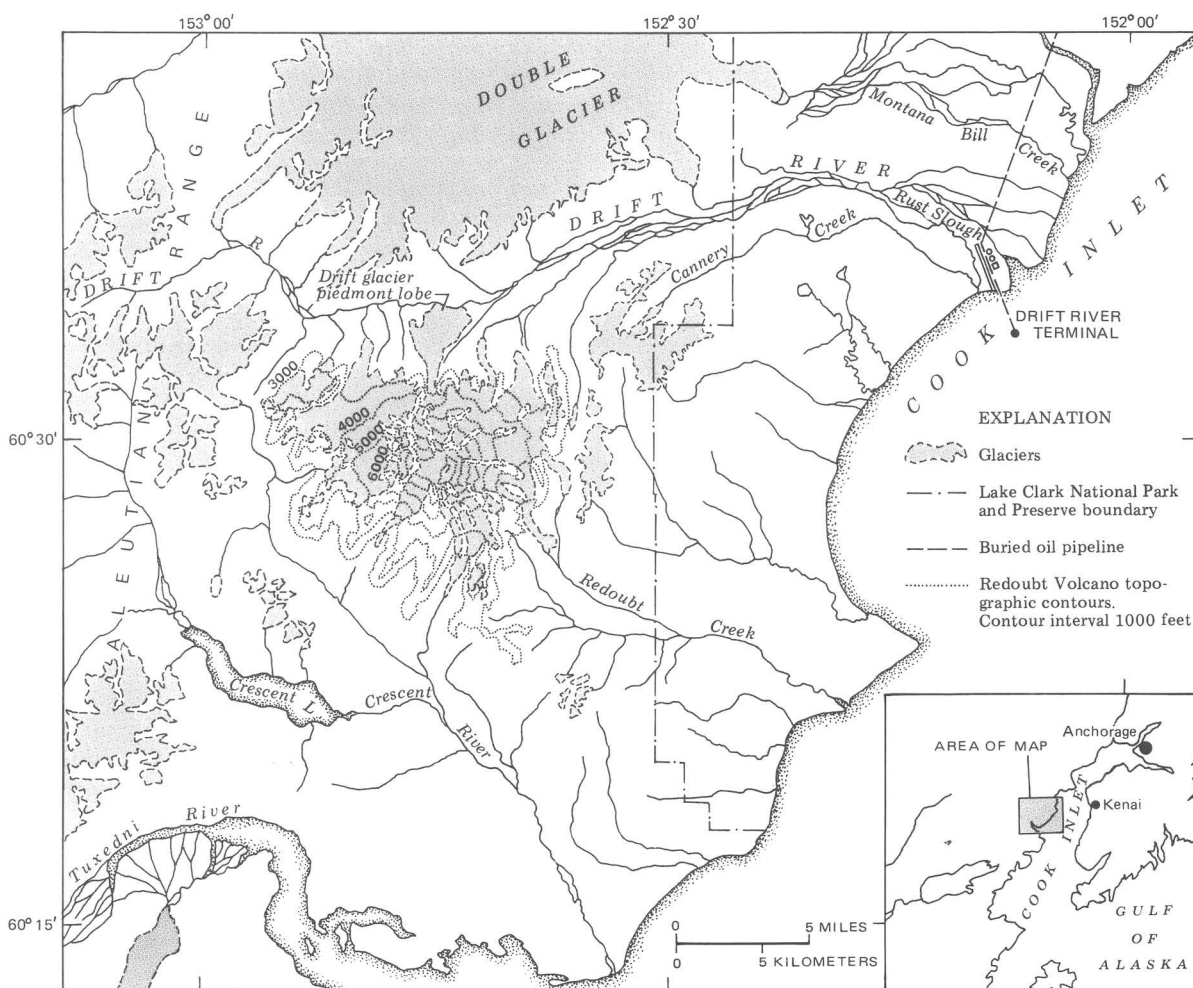 153°00'
152°30'
152°00'
DOUBLE
GLACIER
Montana
Bill
Creek
RANGE
RIVER
DRIFT
Rust Slough
Creek
Cannery
R
DRIFT
Drift glacier
piedmont lobe
COOK INLET
DRIFT RIVER
TERMINAL
3000
4000
5000
6000
60°30'
ALEUTIAN
EXPLANATION
Glaciers
Lake Clark National Park
and Preserve boundary
Buried oil pipeline
Redoubt Volcano topo-
graphic contours.
Contour interval 1000 feet
Redoubt
Creek
Crescent L
Crescent
River
Tuxedni River
60°15'
0 5 MILES
0 5 KILOMETERS
AREA OF MAP
Anchorage
Kenai
COOK INLET
GULF
OF
ALASKA